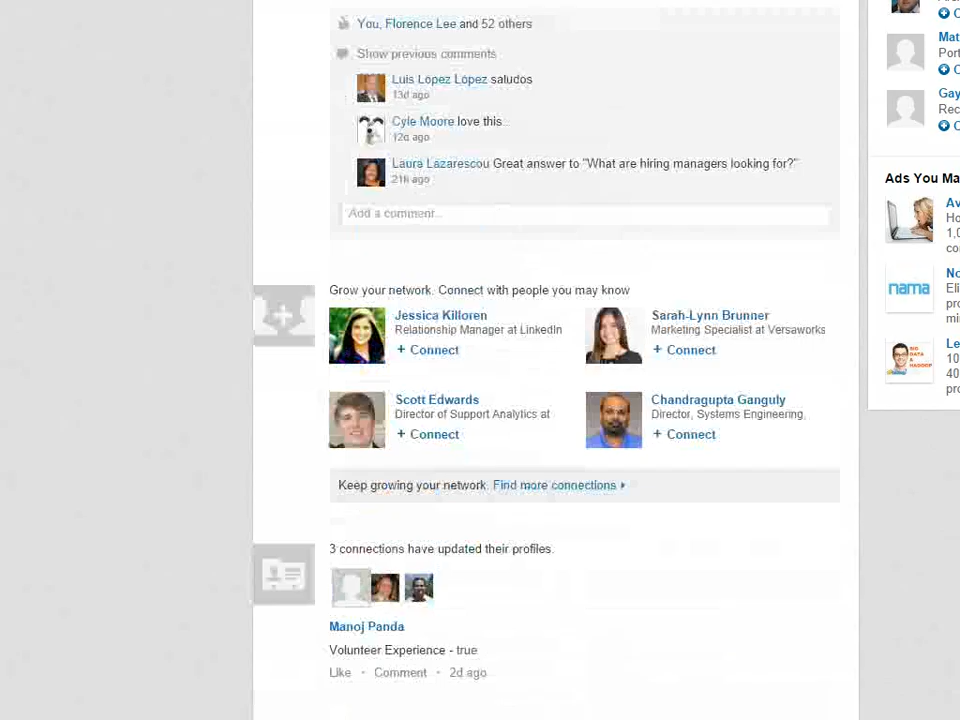 You, Florence Lee and 52 others
Show previous comments
Luis López López saludos
13d ago
Cyle Moore love this..
12d ago
Laura Lazarescou Great answer to "What are hiring managers looking for?"
21h ago
Add a comment...
Grow your network. Connect with people you may know
Jessica Killoren
Relationship Manager at LinkedIn
+ Connect
Sarah-Lynn Brunner
Marketing Specialist at Versaworks
+ Connect
Scott Edwards
Director of Support Analytics at
+ Connect
Chandragupta Ganguly
Director, Systems Engineering,
+ Connect
Keep growing your network. Find more connections
3 connections have updated their profiles.
Manoj Panda
Volunteer Experience - true
Like • Comment • 2d ago
Mat
Port
Gay
Rec
Ads You Ma
Av
Ho
1,0
co
nama
No
Eli
pro
mi
BIG
DATA
&
HADOOP
Le
10
40
pro